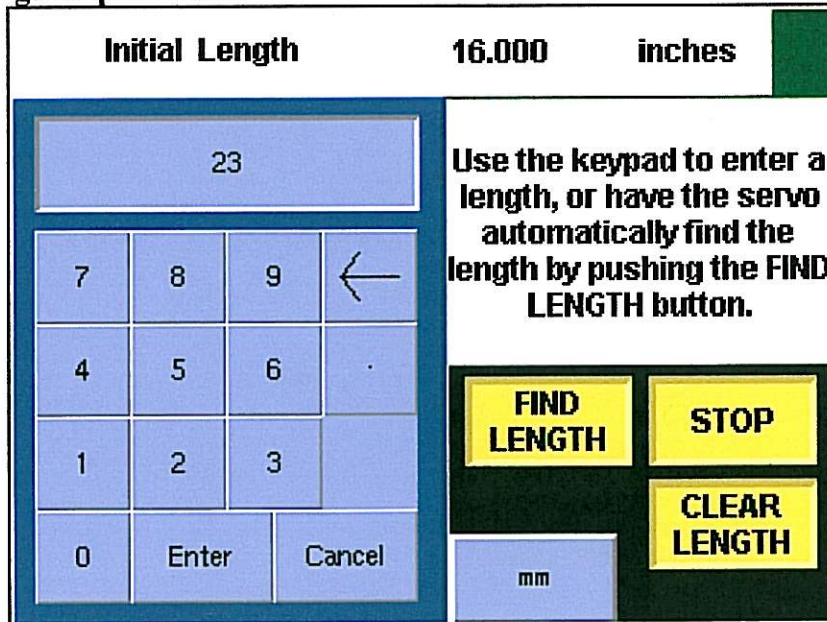 Initial Length 16.000 inches
23
Use the keypad to enter a
length, or have the servo
automatically find the
length by pushing the FIND
LENGTH button.
7 8 9
4 5 6 .
1 2 3
0 Enter Cancel
FIND
LENGTH
STOP
CLEAR
LENGTH
mm